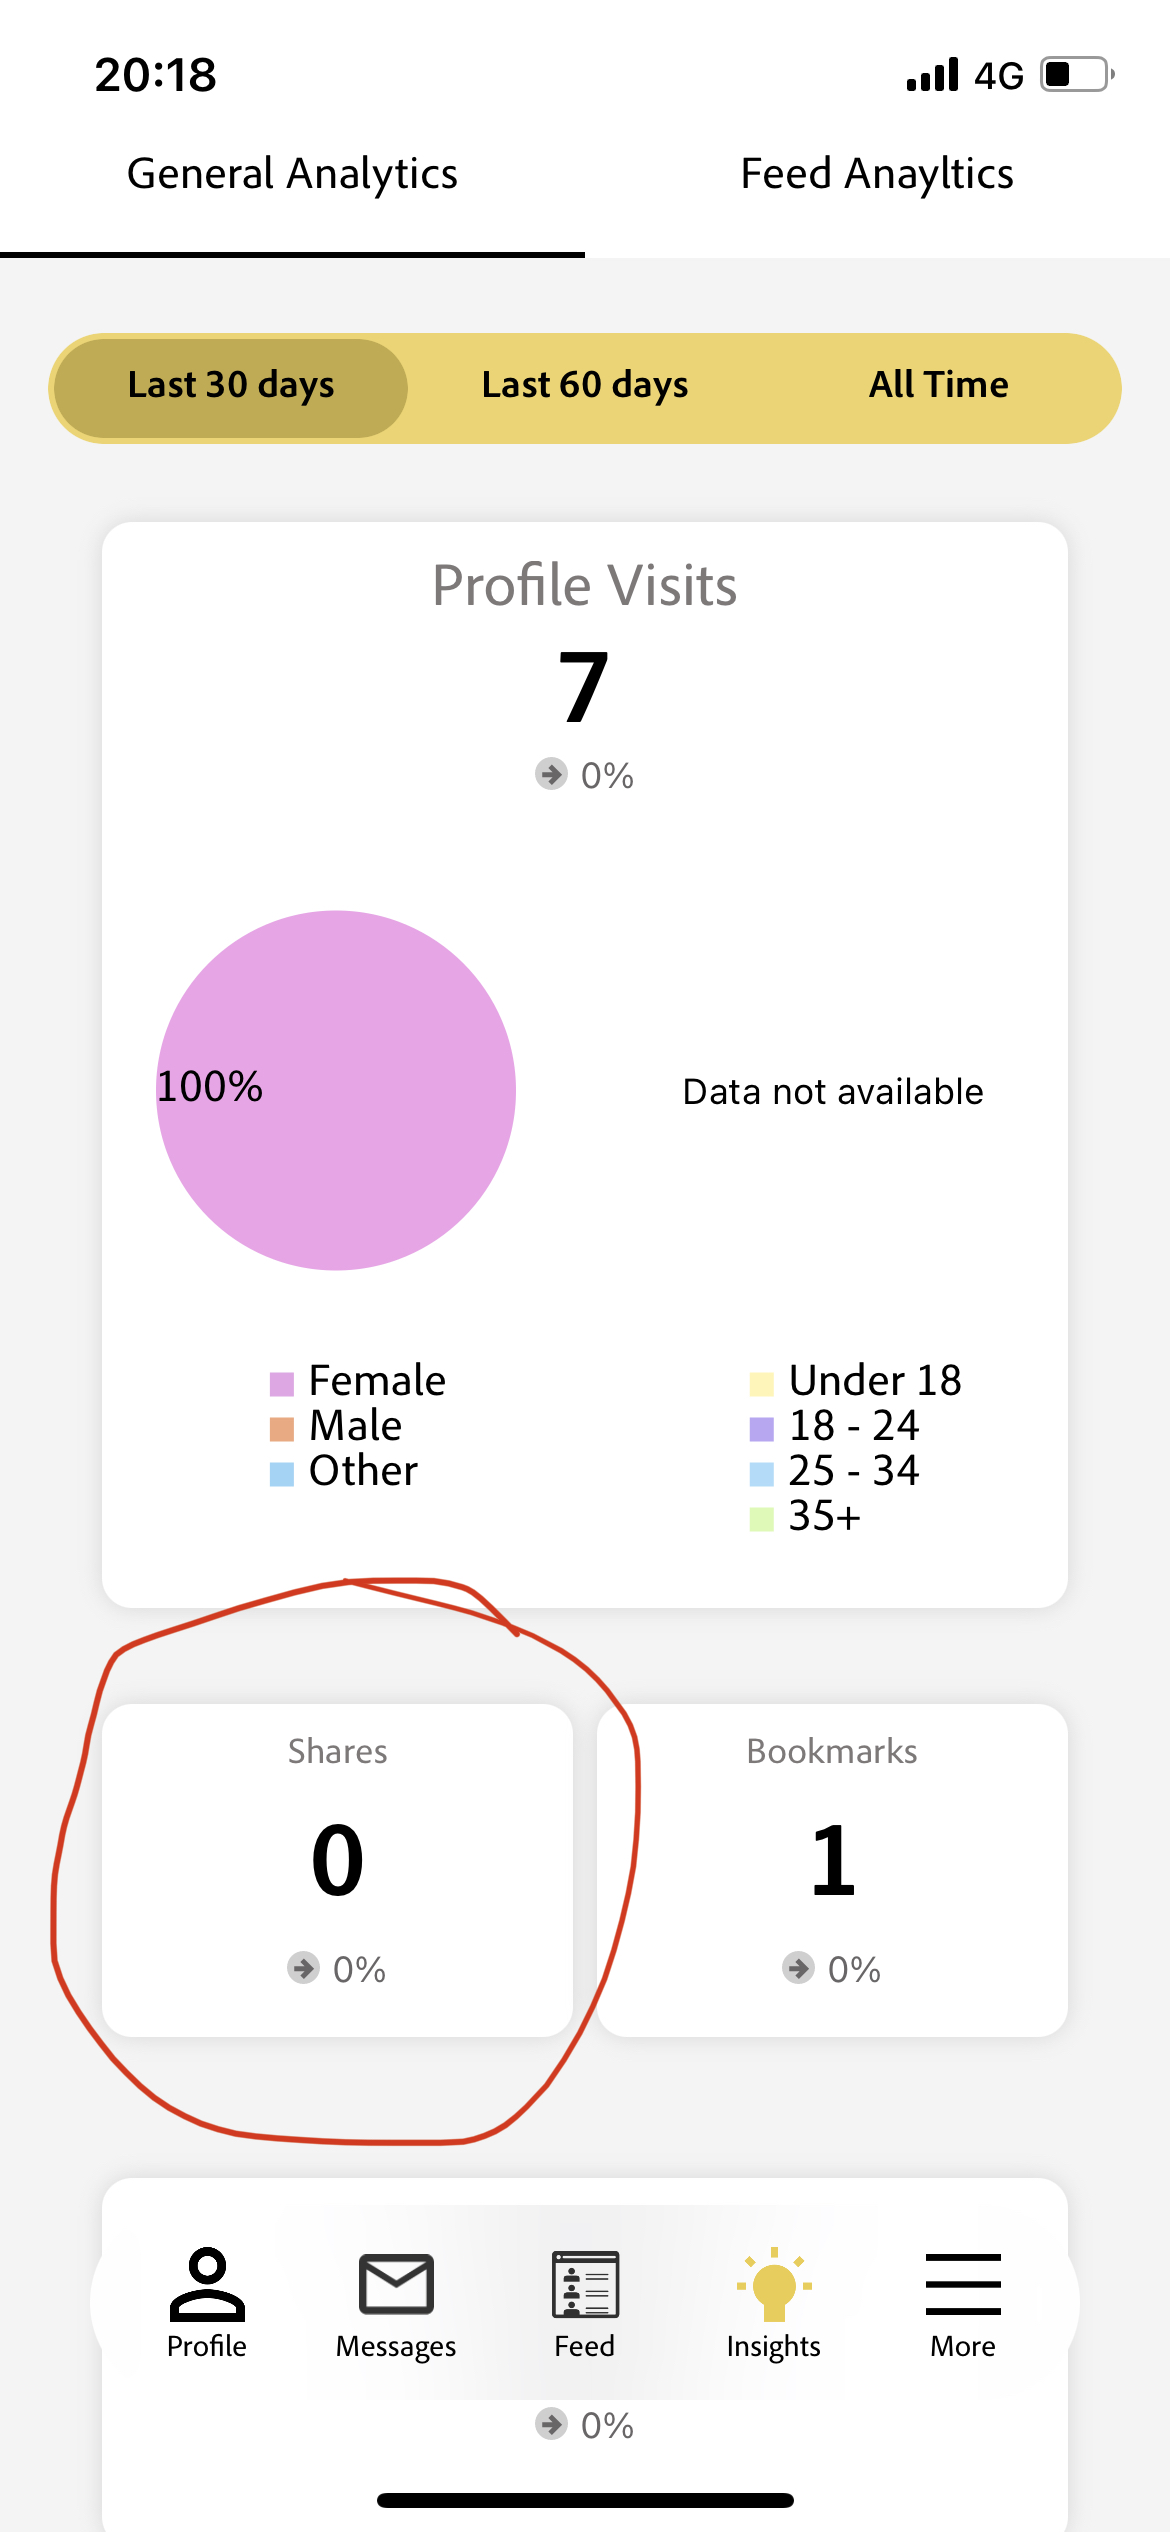 20:18 4G
General Analytics Feed Anayltics
Last 30 days Last 60 days All Time
Profile Visits
7
0%
100%
Data not available
Female
Male
Other
Under 18
18 - 24
25 - 34
35+
Shares
0
0%
Bookmarks
1
0%
Profile Messages Feed Insights More
0%